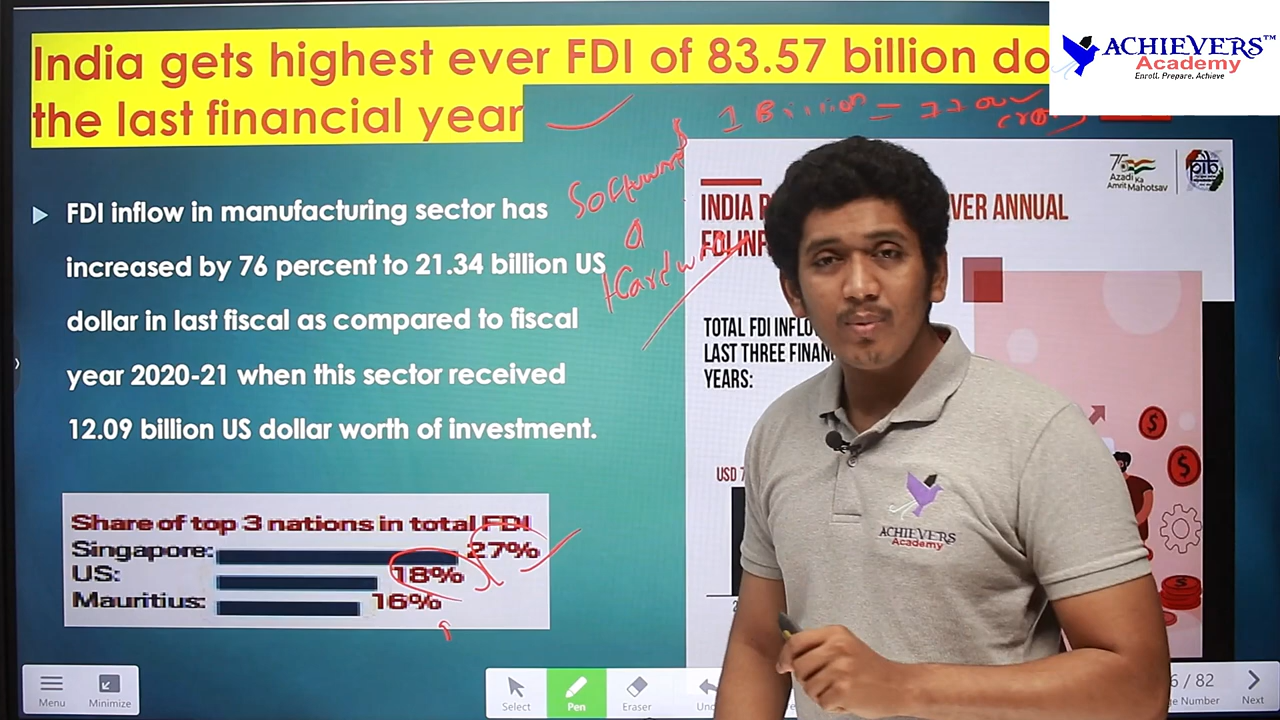 India gets highest ever FDI of 83.57 billion do
the last financial year
ACHIEVERS™
Academy
Enroll. Prepare. Achieve
1 Billion =
Software
Hardware
FDI inflow in manufacturing sector has
increased by 76 percent to 21.34 billion US
dollar in last fiscal as compared to fiscal
year 2020-21 when this sector received
12.09 billion US dollar worth of investment.
Share of top 3 nations in total FDI
Singapore: 27%
US: 18%
Mauritius: 16%
75
Azadi Ka
Amrit Mahotsav
pib
INDIA VER ANNUAL
FDI
TOTAL FDI
LAST THREE
YEARS:
USD 7
ACHIEVERS
Academy
Menu
Minimize
Select
Pen
Eraser
6 / 82
Next